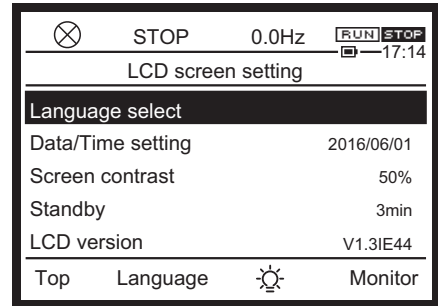 STOP 0.0Hz RUN STOP
17:14
LCD screen setting
Language select
Data/Time setting 2016/06/01
Screen contrast 50%
Standby 3min
LCD version V1.3IE44
Top Language Monitor